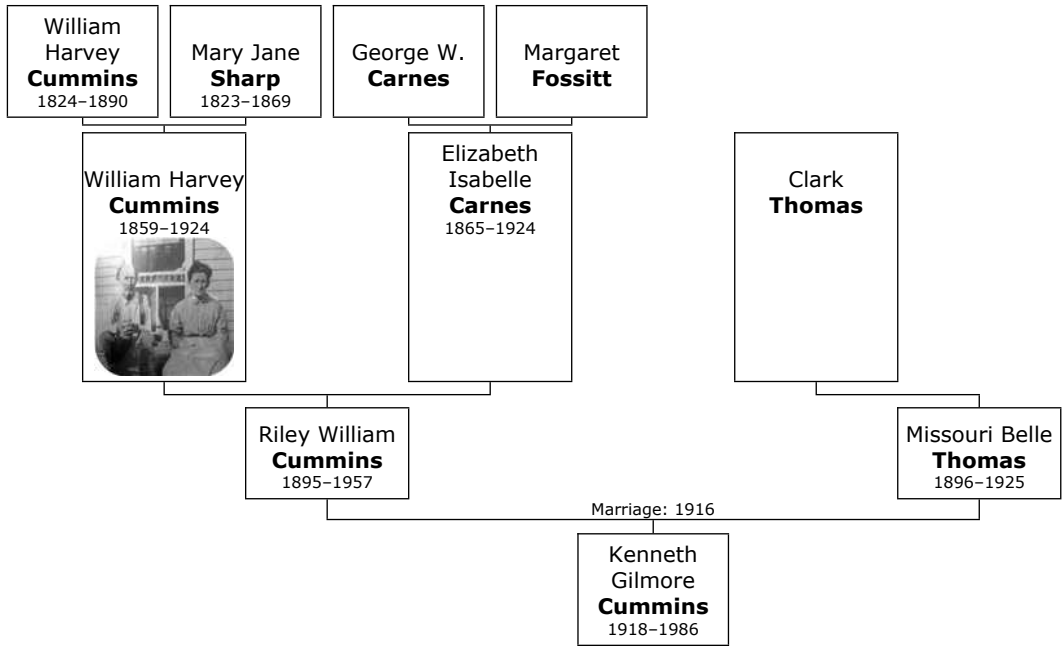 William
Harvey
Cummins
1824–1890
Mary Jane
Sharp
1823–1869
George W.
Carnes
Margaret
Fossitt
William Harvey
Cummins
1859–1924
Elizabeth
Isabelle
Carnes
1865–1924
Clark
Thomas
Riley William
Cummins
1895–1957
Missouri Belle
Thomas
1896–1925
Marriage: 1916
Kenneth
Gilmore
Cummins
1918–1986